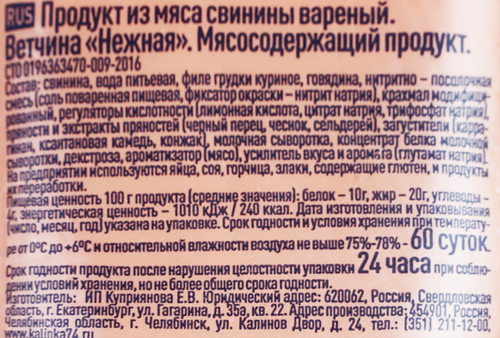 RUS Продукт из мяса свинины вареный.
Ветчина «Нежная». Мясосодержащий продукт.
СТО 0196363470-009-2016
Состав: свинина, вода питьевая, филе грудки куриное, говядина, нитритно - посолочная
смесь (соль поваренная пищевая, фиксатор окраски - нитрит натрия), крахмал модифици-
рованный, регуляторы кислотности (лимонная кислота, цитрат натрия, трифосфат натрия),
пряности и экстракты пряностей (черный перец, чеснок, сельдерей), загустители (карра-
гинан, ксантановая камедь, конжак), молочная сыворотка, концентрат белка молочной
сыворотки, декстроза, ароматизатор (мясо), усилитель вкуса и аромата (глутамат натрия).
На предприятии используются яйца, соя, горчица, злаки, содержащие глютен, и продукты
их переработки.
Пищевая ценность 100 г продукта (средние значения): белок - 10г, жир - 20г, углеводы -
4г, энергетическая ценность - 1010 кДж / 240 ккал. Дата изготовления и упаковывания
(число, месяц, год) указана на упаковке. Срок годности и условия хранения при температу-
ре от 0°С до +6°С и относительной влажности воздуха не выше 75%-78% - 60 суток.
Срок годности продукта после нарушения целостности упаковки 24 часа при соблю-
дении условий хранения, но не более общего срока годности.
Изготовитель: ИП Куприянова Е.В. Юридический адрес: 620062, Россия, Свердловская
область, г. Екатеринбург, ул. Гагарина, д. 35а, кв. 22. Адрес производства: 454901, Россия,
Челябинская область, г. Челябинск, ул. Калинов Двор, д. 24, тел.: (351) 211-12-00,
www.kalinka74.ru